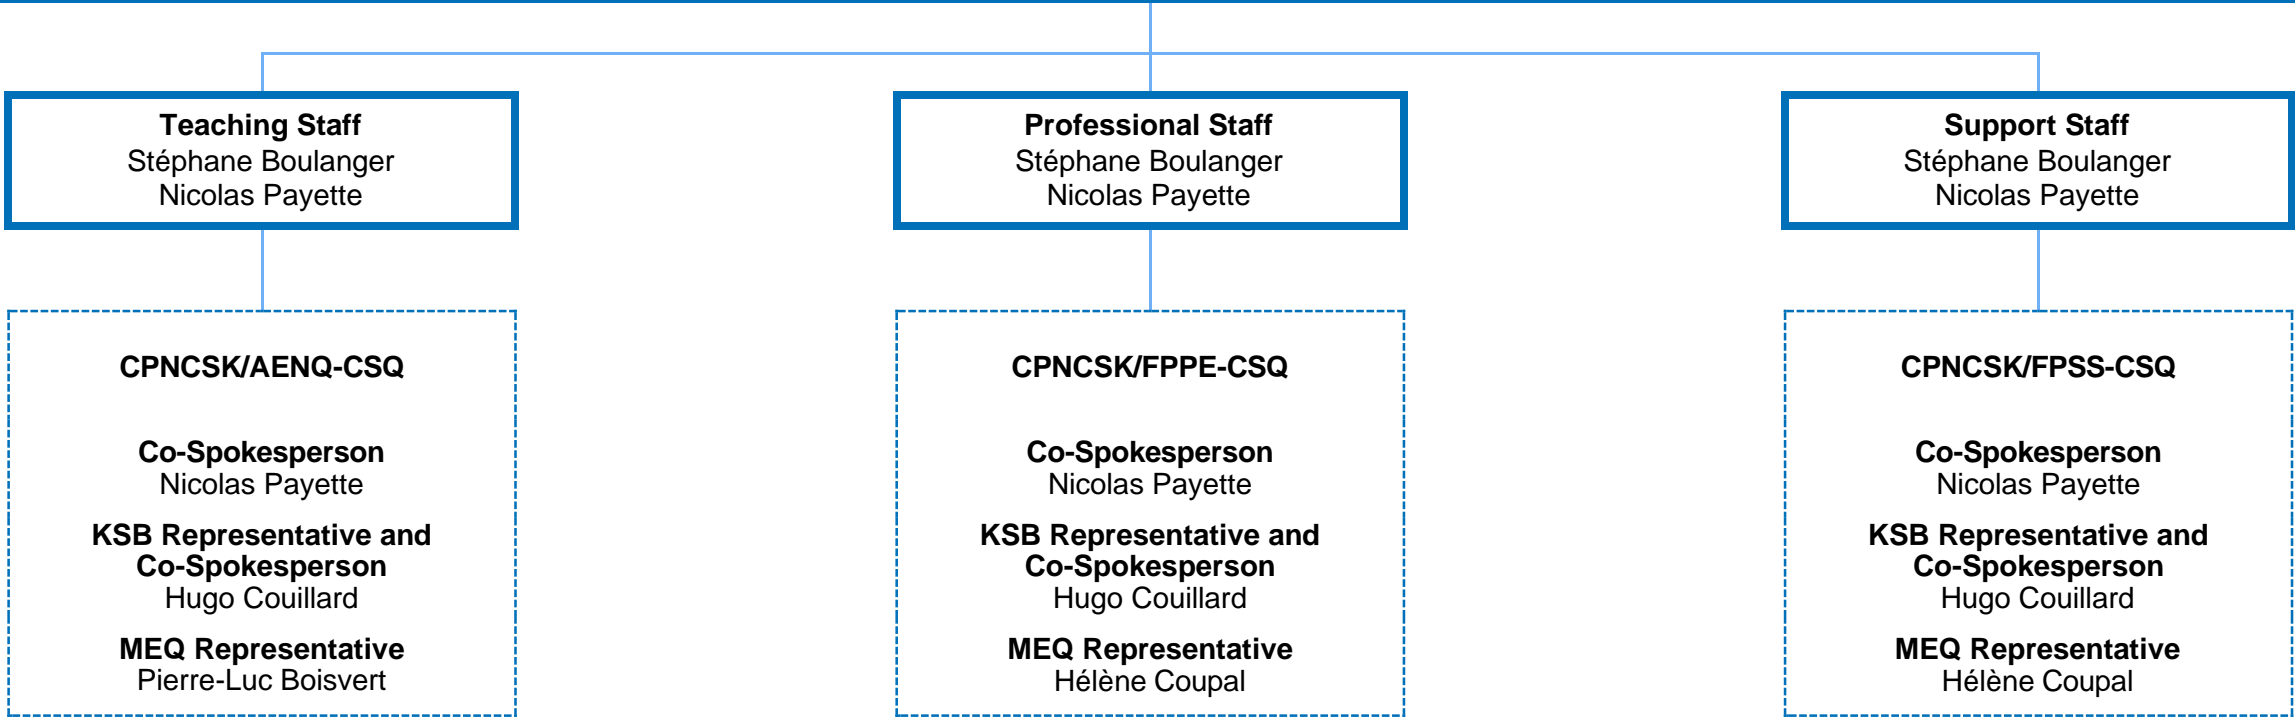 Teaching Staff
Stéphane Boulanger
Nicolas Payette
Professional Staff
Stéphane Boulanger
Nicolas Payette
Support Staff
Stéphane Boulanger
Nicolas Payette
CPNCSK/AENQ-CSQ
Co-Spokesperson
Nicolas Payette
KSB Representative and
Co-Spokesperson
Hugo Couillard
MEQ Representative
Pierre-Luc Boisvert
CPNCSK/FPPE-CSQ
Co-Spokesperson
Nicolas Payette
KSB Representative and
Co-Spokesperson
Hugo Couillard
MEQ Representative
Hélène Coupal
CPNCSK/FPSS-CSQ
Co-Spokesperson
Nicolas Payette
KSB Representative and
Co-Spokesperson
Hugo Couillard
MEQ Representative
Hélène Coupal